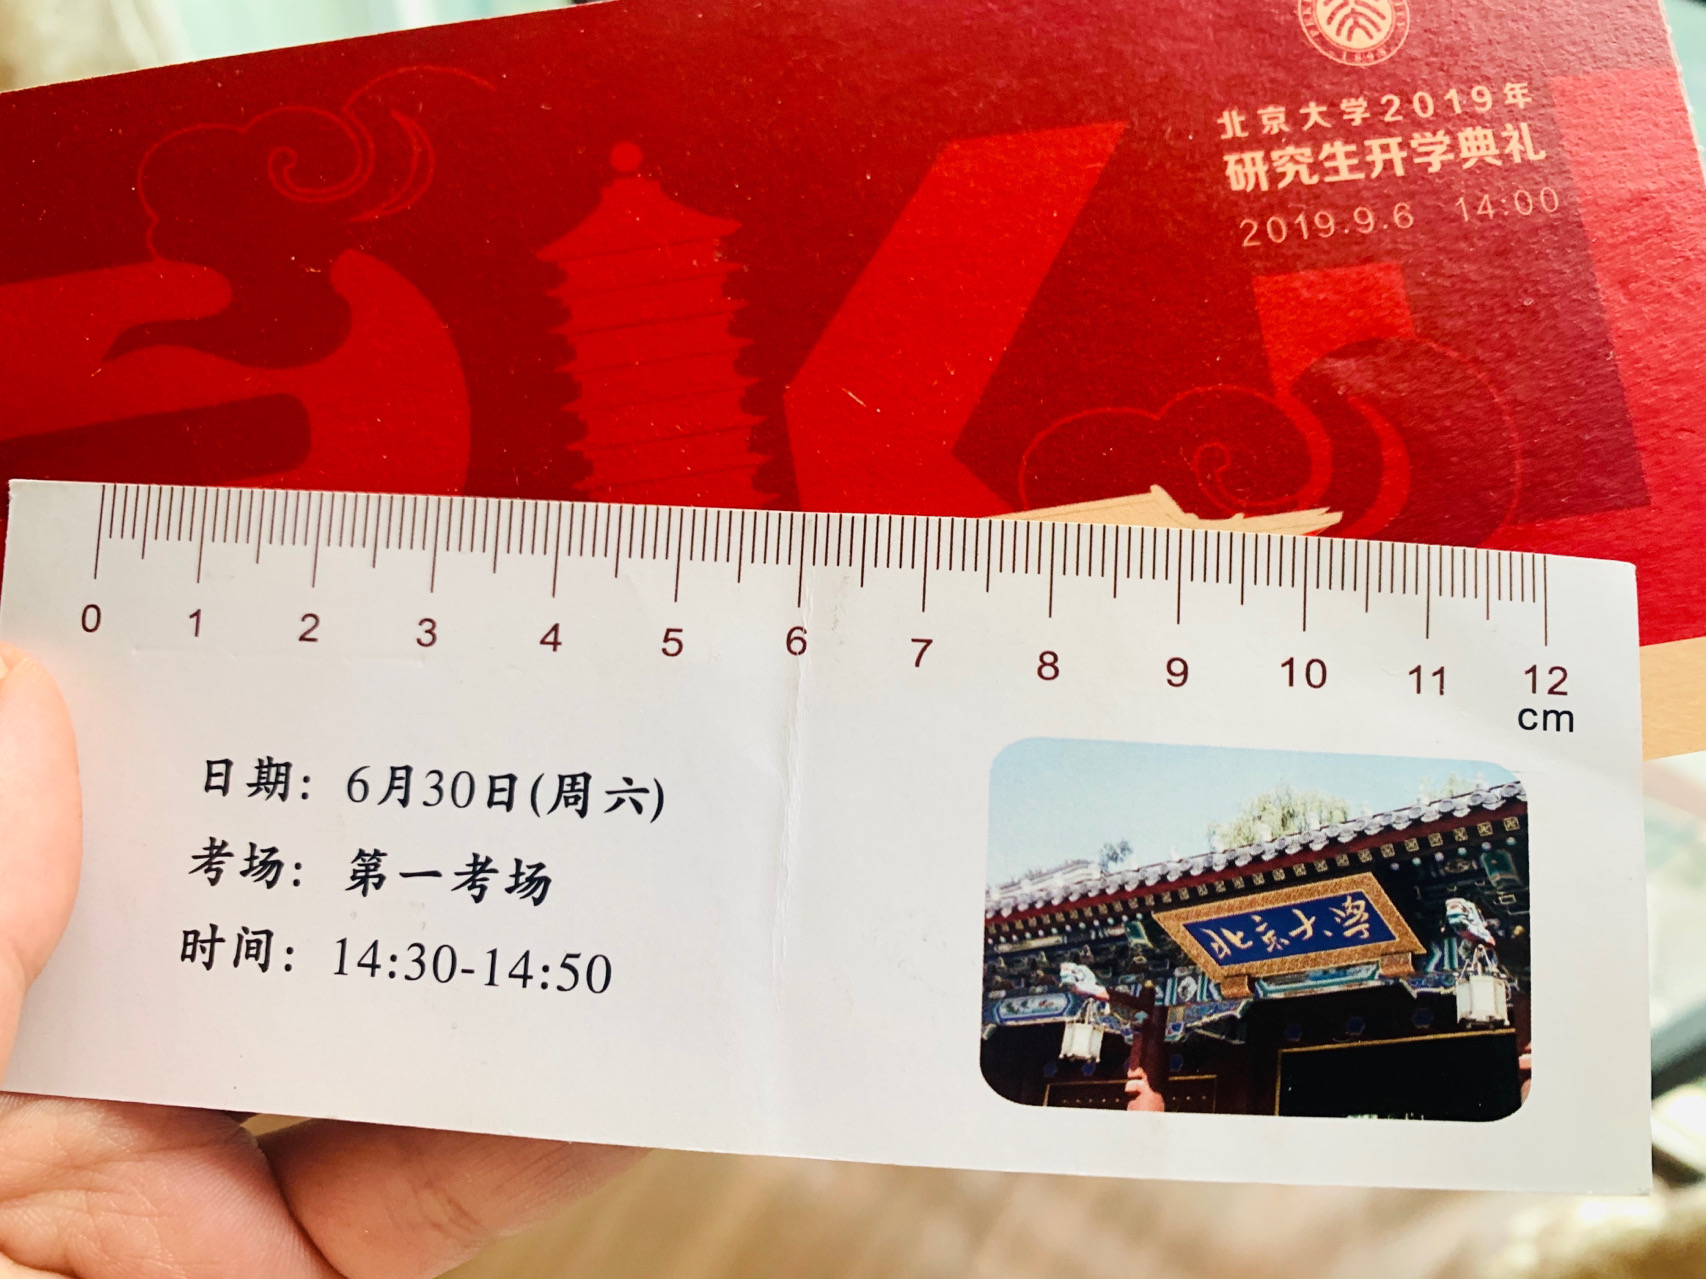 北京大学2019年
研究生开学典礼
2019.9.6 14:00
0 1 2 3 4 5 6 7 8 9 10 11 12
cm
日期：6月30日(周六)
考场：第一考场
时间：14:30-14:50
北京大学